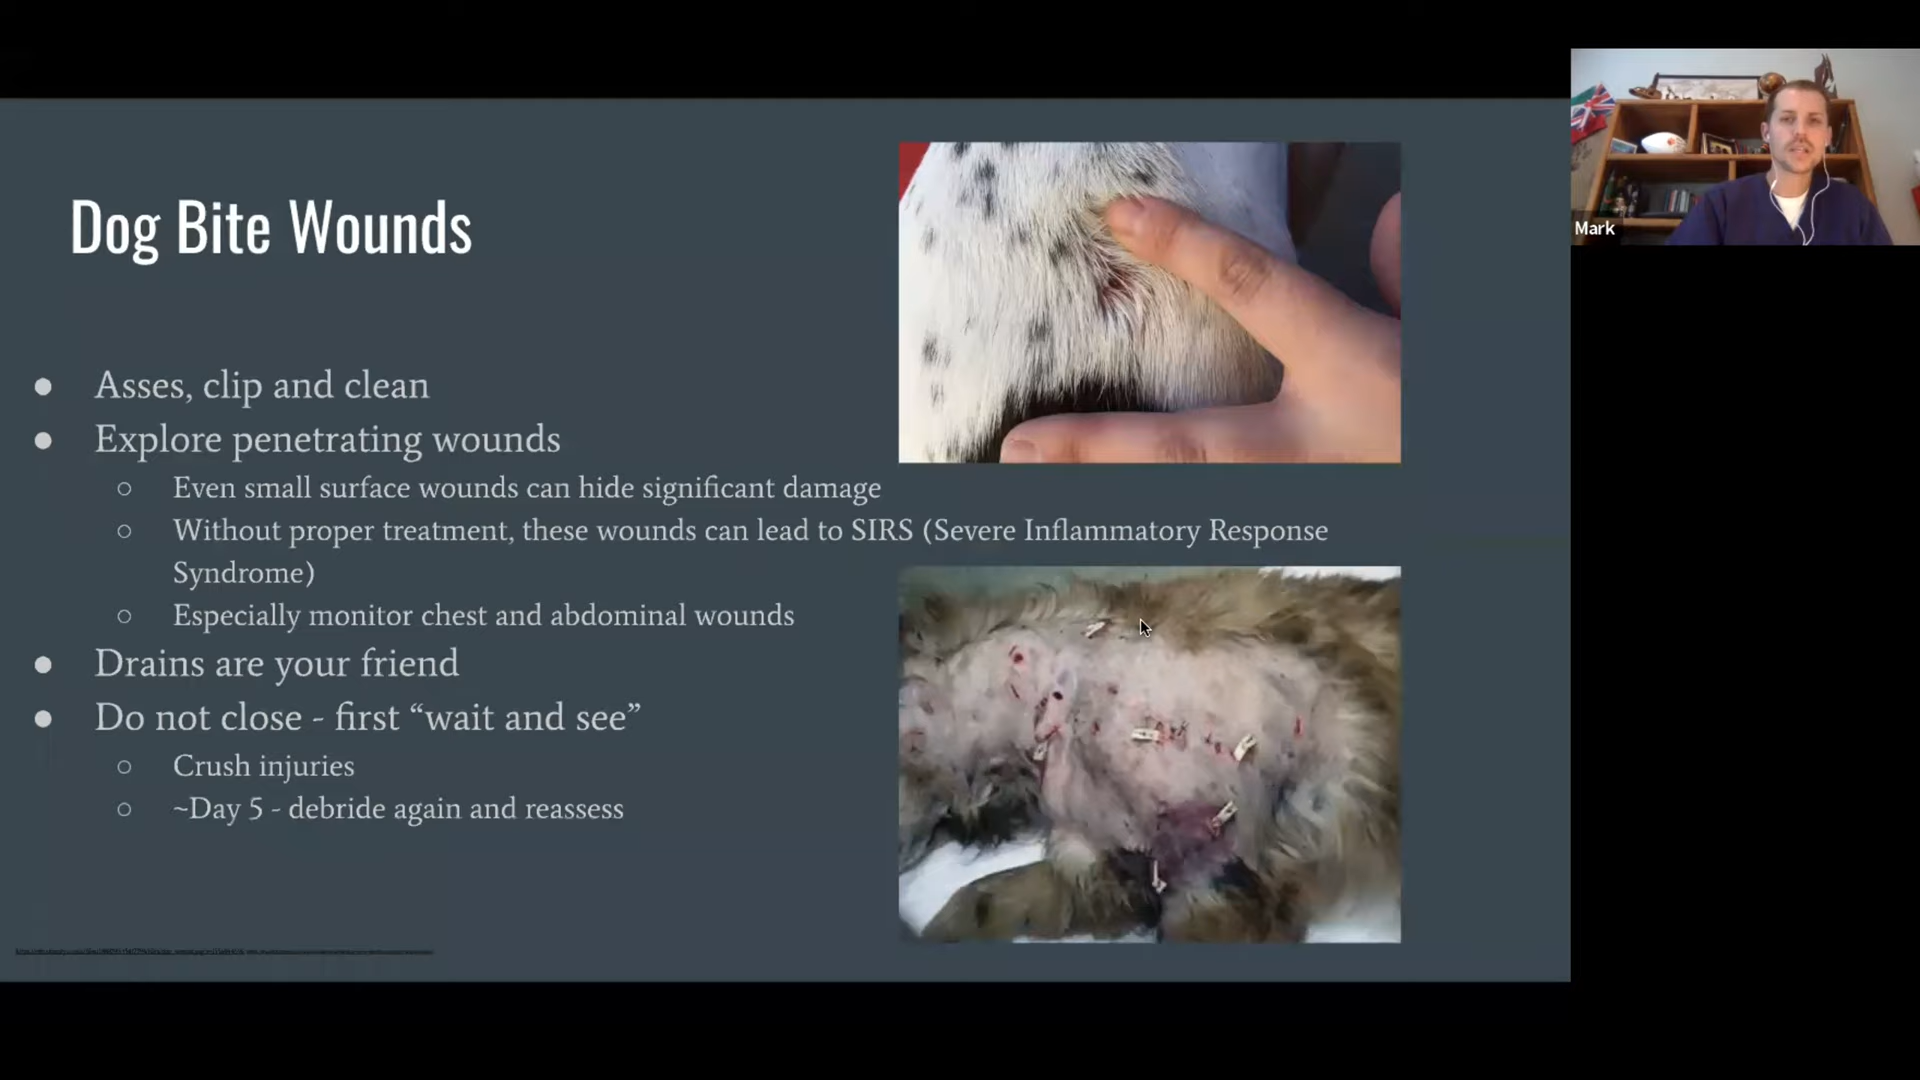 Mark
Dog Bite Wounds
● Asses, clip and clean
● Explore penetrating wounds
○ Even small surface wounds can hide significant damage
○ Without proper treatment, these wounds can lead to SIRS (Severe Inflammatory Response
Syndrome)
○ Especially monitor chest and abdominal wounds
● Drains are your friend
● Do not close - first “wait and see”
○ Crush injuries
○ ~Day 5 - debride again and reassess